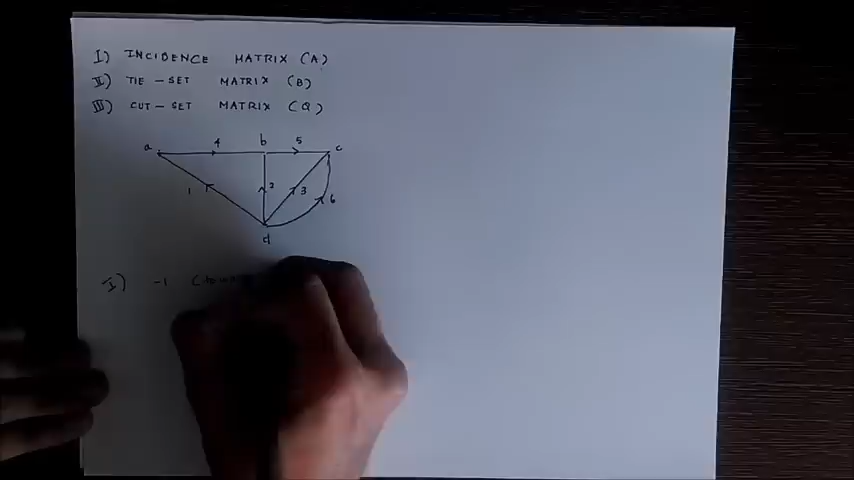 I) INCIDENCE MATRIX (A)
II) TIE-SET MATRIX (B)
III) CUT-SET MATRIX (Q)
a 4 b 5 c
1 2 3 6
d
I) -1